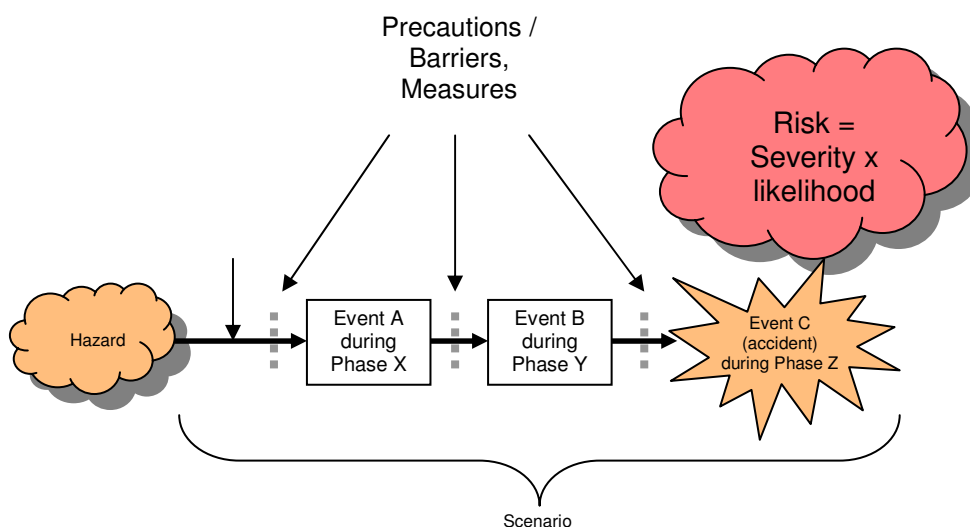 Precautions /
Barriers,
Measures
Risk =
Severity x
likelihood
Hazard
Event A
during
Phase X
Event B
during
Phase Y
Event C
(accident)
during Phase Z
Scenario